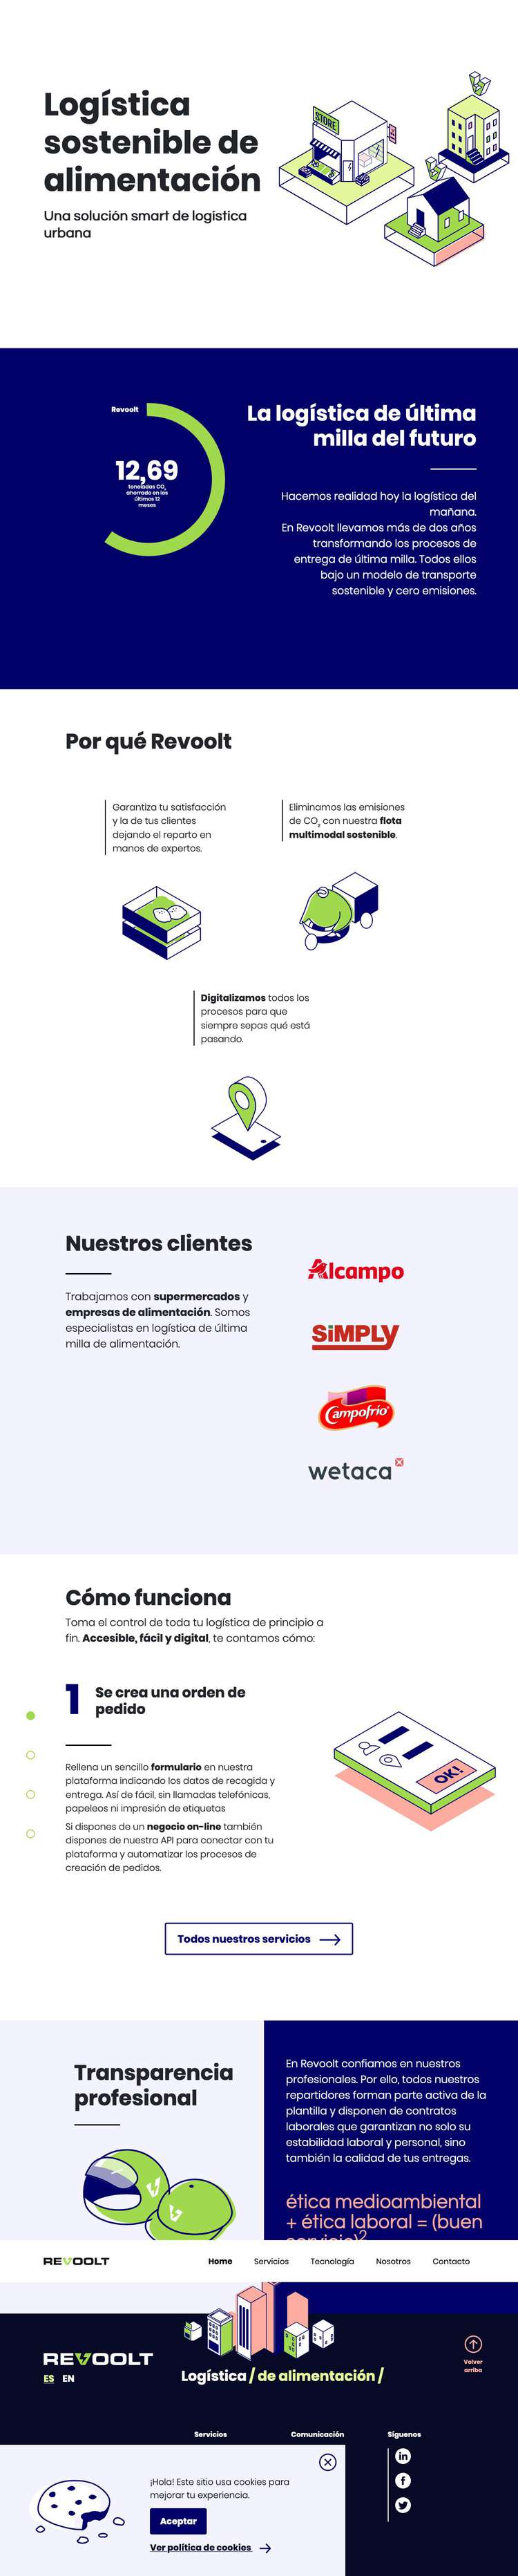 Logística
sostenible de
alimentación
Una solución smart de logística
urbana
STORE
Revoolt
12,69
toneladas CO2
ahorrado en los
últimos 12
meses
La logística de última
milla del futuro
Hacemos realidad hoy la logística del
mañana.
En Revoolt llevamos más de dos años
transformando los procesos de
entrega de última milla. Todos ellos
bajo un modelo de transporte
sostenible y cero emisiones.
Por qué Revoolt
Garantiza tu satisfacción
y la de tus clientes
dejando el reparto en
manos de expertos.
Eliminamos las emisiones
de CO2 con nuestra flota
multimodal sostenible.
Digitalizamos todos los
procesos para que
siempre sepas qué está
pasando.
Nuestros clientes
Trabajamos con supermercados y
empresas de alimentación. Somos
especialistas en logística de última
milla de alimentación.
Alcampo
SIMPLY
Campofrío
wetaca
Cómo funciona
Toma el control de toda tu logística de principio a
fin. Accesible, fácil y digital, te contamos cómo:
1 Se crea una orden de
pedido
Rellena un sencillo formulario en nuestra
plataforma indicando los datos de recogida y
entrega. Así de fácil, sin llamadas telefónicas,
papeleos ni impresión de etiquetas
Si dispones de un negocio on-line también
dispones de nuestra API para conectar con tu
plataforma y automatizar los procesos de
creación de pedidos.
OK!
Todos nuestros servicios
Transparencia
profesional
En Revoolt confiamos en nuestros
profesionales. Por ello, todos nuestros
repartidores forman parte activa de la
plantilla y disponen de contratos
laborales que garantizan no solo su
estabilidad laboral y personal, sino
también la calidad de tus entregas.
ética medioambiental
+ ética laboral = (buen
servicio)2
REVOOLT
Home Servicios Tecnología Nosotros Contacto
REVOOLT
ES EN
Logística / de alimentación /
Volver
arriba
Servicios Comunicación Síguenos
¡Hola! Este sitio usa cookies para
mejorar tu experiencia.
Aceptar
Ver política de cookies